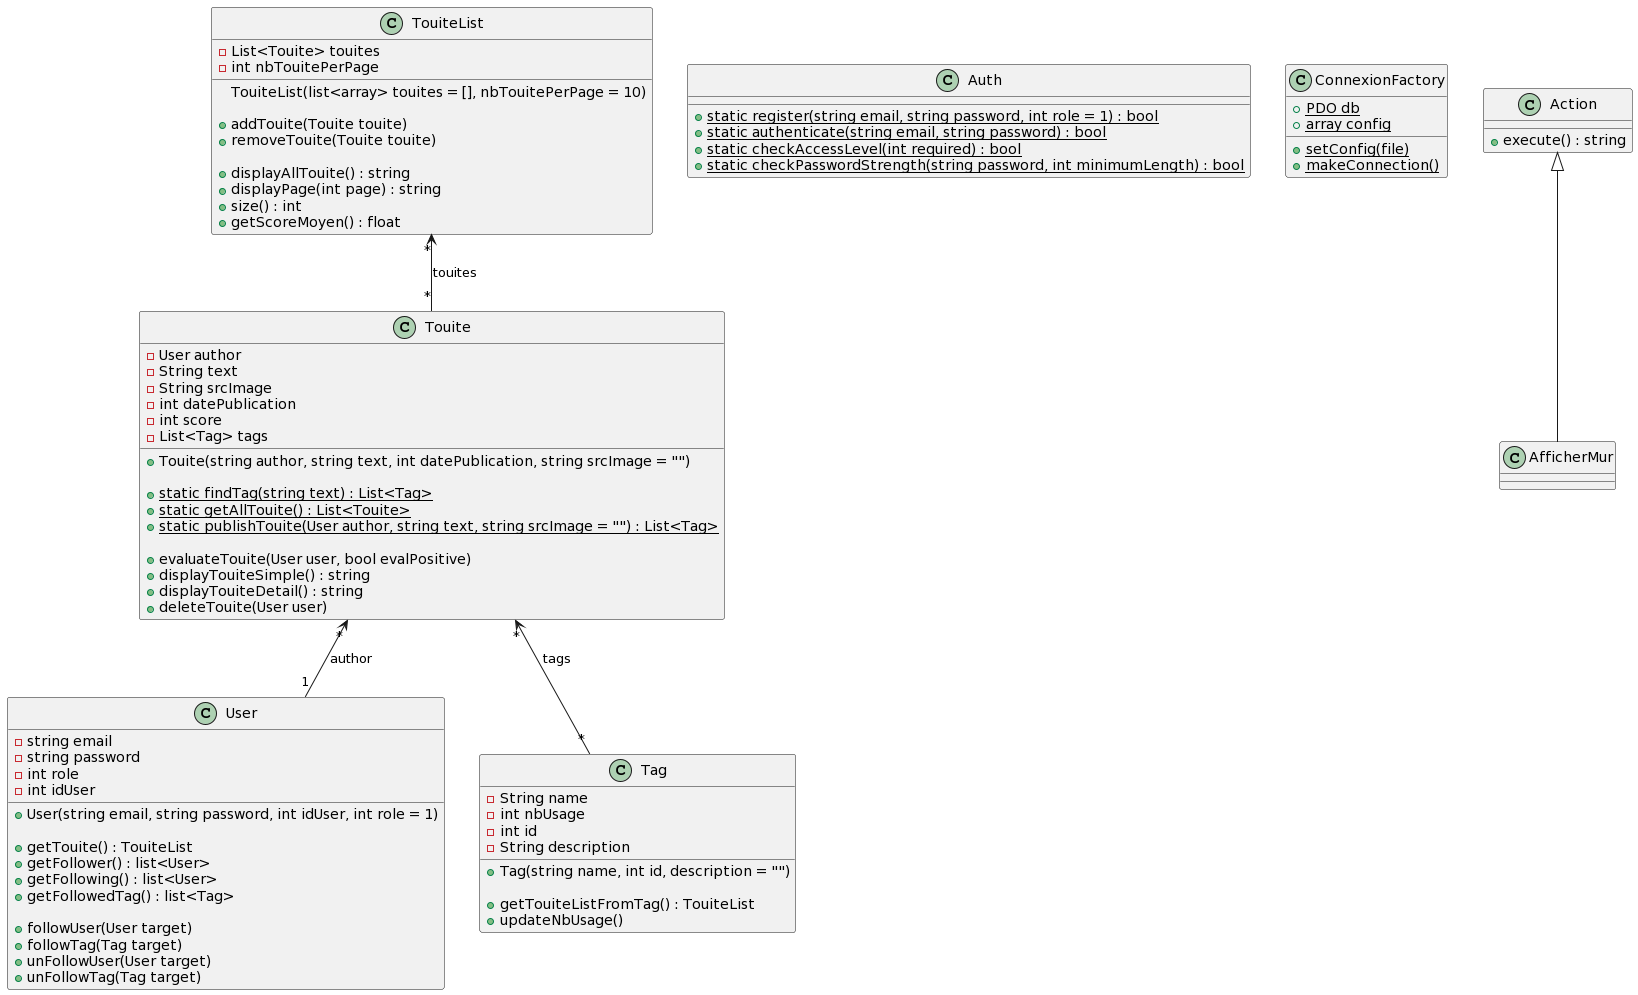 C TouiteList
List<Touite> touites
int nbTouitePerPage
TouiteList(list<array> touites = [], nbTouitePerPage = 10)
addTouite(Touite touite)
removeTouite(Touite touite)
displayAllTouite() : string
displayPage(int page) : string
size() : int
getScoreMoyen() : float
C Auth
static register(string email, string password, int role = 1) : bool
static authenticate(string email, string password) : bool
static checkAccessLevel(int required) : bool
static checkPasswordStrength(string password, int minimumLength) : bool
C ConnexionFactory
PDO db
array config
setConfig(file)
makeConnection()
C Action
execute() : string
*
touites
*
C Touite
User author
String text
String srcImage
int datePublication
int score
List<Tag> tags
Touite(string author, string text, int datePublication, string srcImage = "")
static findTag(string text) : List<Tag>
static getAllTouite() : List<Touite>
static publishTouite(User author, string text, string srcImage = "") : List<Tag>
evaluateTouite(User user, bool evalPositive)
displayTouiteSimple() : string
displayTouiteDetail() : string
deleteTouite(User user)
C AfficherMur
*
author
1
*
tags
*
C User
string email
string password
int role
int idUser
User(string email, string password, int idUser, int role = 1)
getTouite() : TouiteList
getFollower() : list<User>
getFollowing() : list<User>
getFollowedTag() : list<Tag>
followUser(User target)
followTag(Tag target)
unFollowUser(User target)
unFollowTag(Tag target)
C Tag
String name
int nbUsage
int id
String description
Tag(string name, int id, description = "")
getTouiteListFromTag() : TouiteList
updateNbUsage()